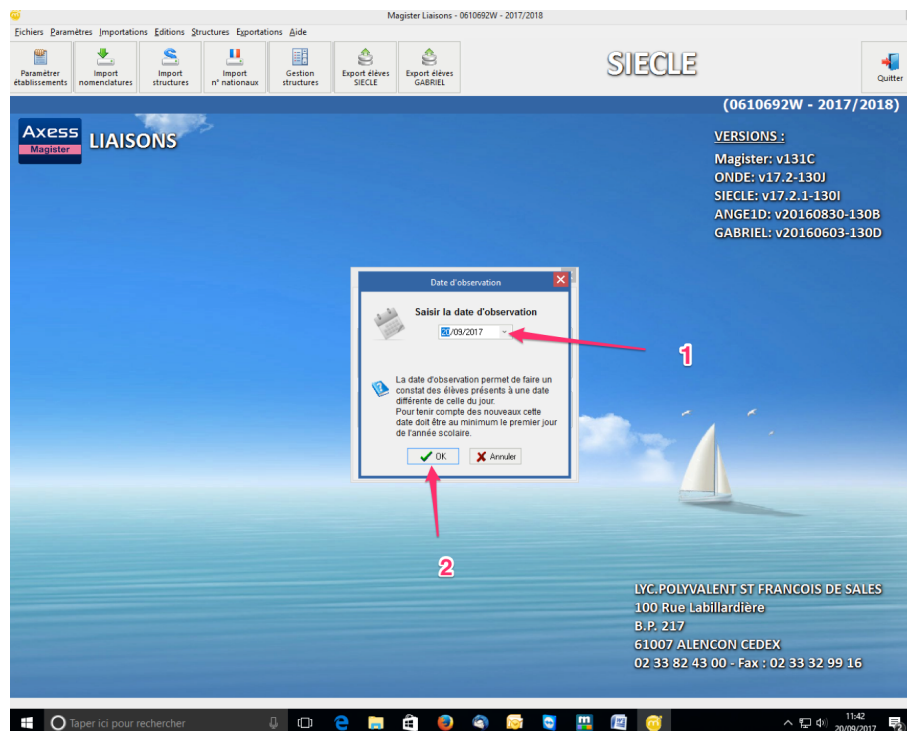 Magister Liaisons - 0610692W - 2017/2018
Fichiers Paramètres Importations Editions Structures Exportations Aide
Paramètrer établissements
Import nomenclatures
Import structures
Import n° nationaux
Gestion structures
Export élèves SIECLE
Export élèves GABRIEL
SIECLE
Quitter
(0610692W - 2017/2018)
Axess
Magister
LIAISONS
VERSIONS :
Magister: v131C
ONDE: v17.2-130J
SIECLE: v17.2.1-130I
ANGE1D: v20160830-130B
GABRIEL: v20160603-130D
Date d'observation
Saisir la date d'observation
20/09/2017
1
La date d'observation permet de faire un
constat des élèves présents à une date
différente de celle du jour.
Pour tenir compte des nouveaux cette
date doit être au minimum le premier jour
de l'année scolaire.
OK
Annuler
2
LYC.POLYVALENT ST FRANCOIS DE SALES
100 Rue Labillardière
B.P. 217
61007 ALENCON CEDEX
02 33 82 43 00 - Fax : 02 33 32 99 16
Taper ici pour rechercher
11:42
20/09/2017